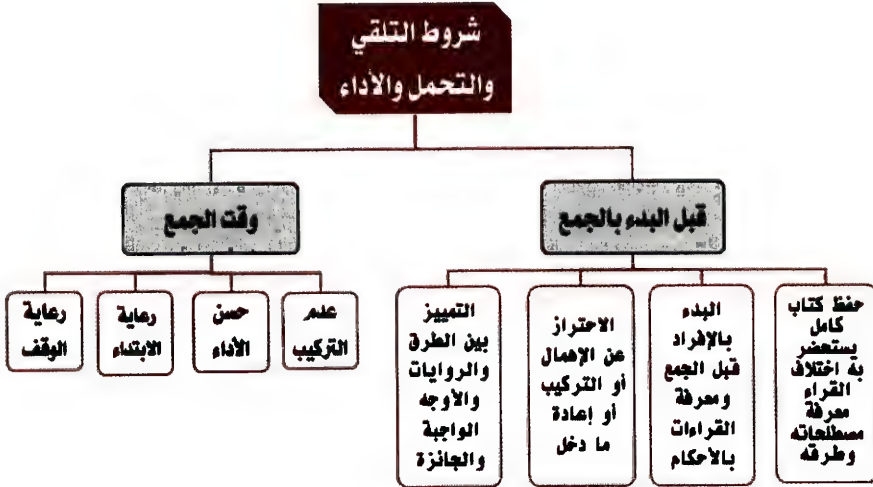 شروط التلقي
والتحمل والأداء
قبل البدء بالجمع
وقت الجمع
حفظ كتاب
كامل
يستحضر
به اختلاف
القراء
معرفة
مصطلحاته
وطرقه
البدء
بالإفراد
قبل الجمع
ومعرفة
القراءات
بالأحكام
الاحتراز
عن الإهمال
أو التركيب
أو إعادة
ما دخل
التمييز
بين الطرق
والروايات
والأوجه
الواجبة
والجائزة
عدم
التركيب
حسن
الأداء
رعاية
الابتداء
رعاية
الوقف